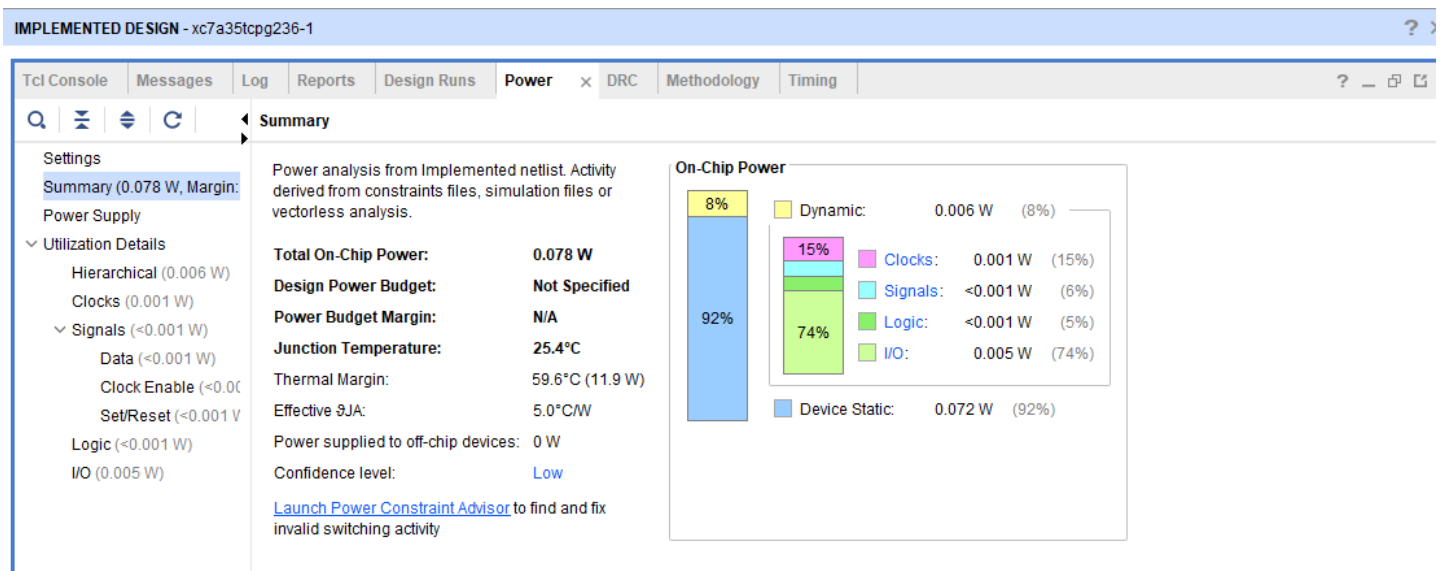 IMPLEMENTED DESIGN - xc7a35tcpg236-1
?
Tcl Console Messages Log Reports Design Runs Power × DRC Methodology Timing
?
Summary
Settings
Summary (0.078 W, Margin:
Power Supply
Utilization Details
Hierarchical (0.006 W)
Clocks (0.001 W)
Signals (<0.001 W)
Data (<0.001 W)
Clock Enable (<0.00
Set/Reset (<0.001 W
Logic (<0.001 W)
I/O (0.005 W)
Power analysis from Implemented netlist. Activity
derived from constraints files, simulation files or
vectorless analysis.
Total On-Chip Power: 0.078 W
Design Power Budget: Not Specified
Power Budget Margin: N/A
Junction Temperature: 25.4°C
Thermal Margin: 59.6°C (11.9 W)
Effective ϑJA: 5.0°C/W
Power supplied to off-chip devices: 0 W
Confidence level: Low
Launch Power Constraint Advisor to find and fix
invalid switching activity
On-Chip Power
8%
92%
Dynamic: 0.006 W (8%)
15%
74%
Clocks: 0.001 W (15%)
Signals: <0.001 W (6%)
Logic: <0.001 W (5%)
I/O: 0.005 W (74%)
Device Static: 0.072 W (92%)